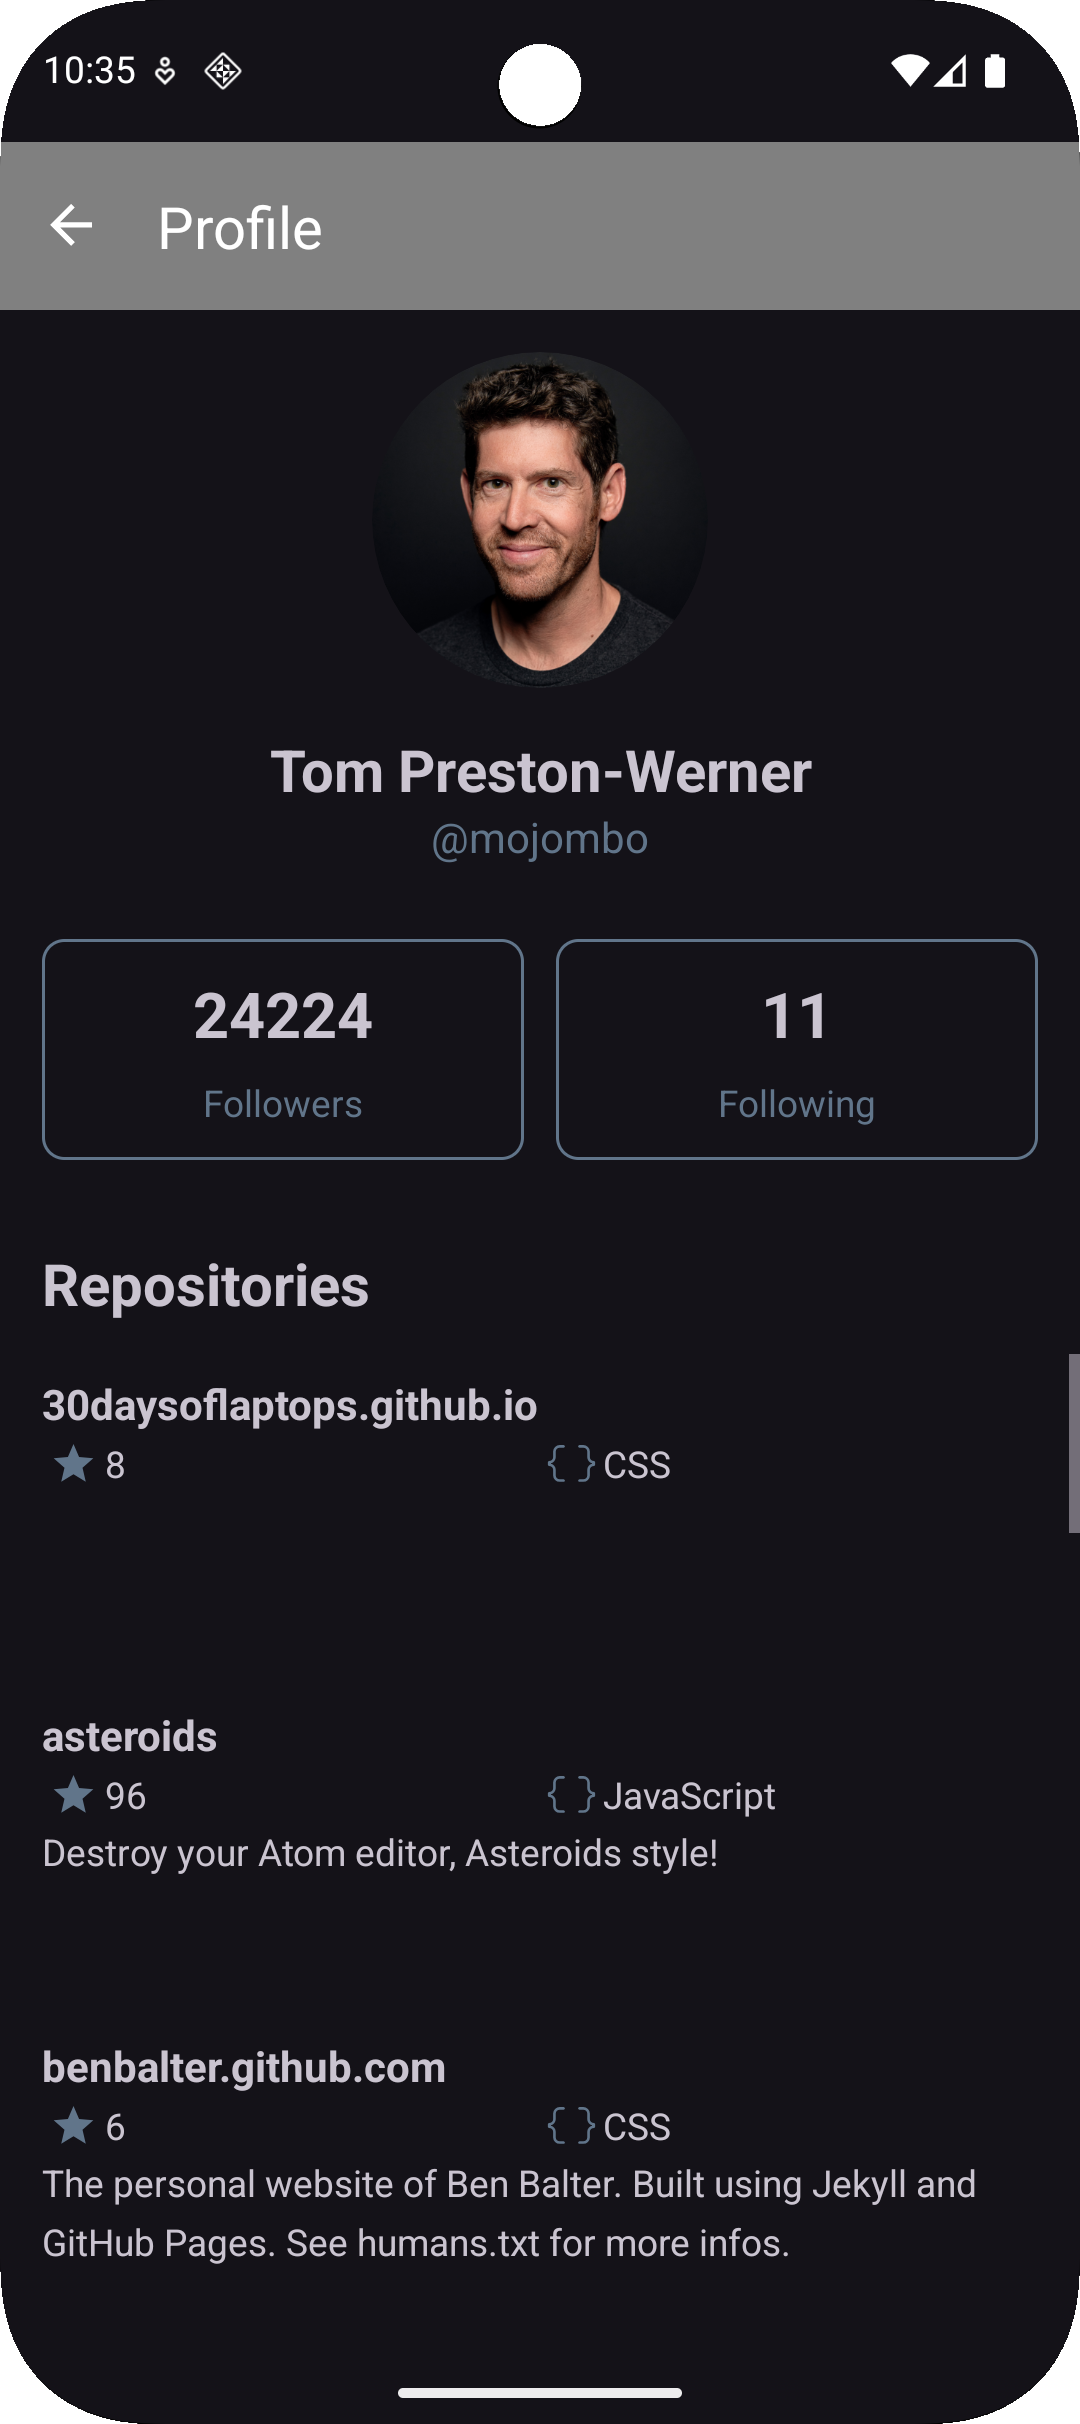 10:35
Profile
Tom Preston-Werner
@mojombo
24224
Followers
11
Following
Repositories
30daysoflaptops.github.io
8
{ } CSS
asteroids
96
{ } JavaScript
Destroy your Atom editor, Asteroids style!
benbalter.github.com
6
{ } CSS
The personal website of Ben Balter. Built using Jekyll and
GitHub Pages. See humans.txt for more infos.